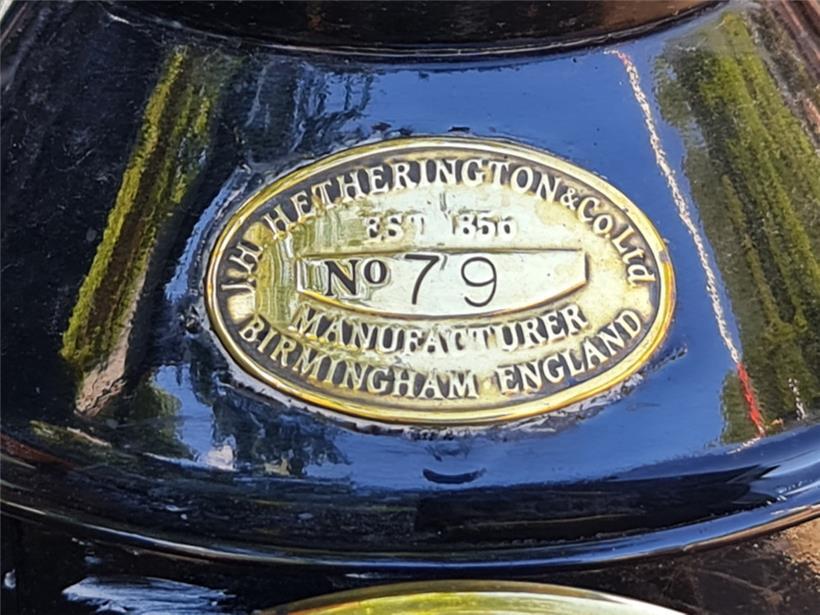 J.H HETHERINGTON & CO Ltd
EST 1856
No 79
MANUFACTURER
BIRMINGHAM ENGLAND